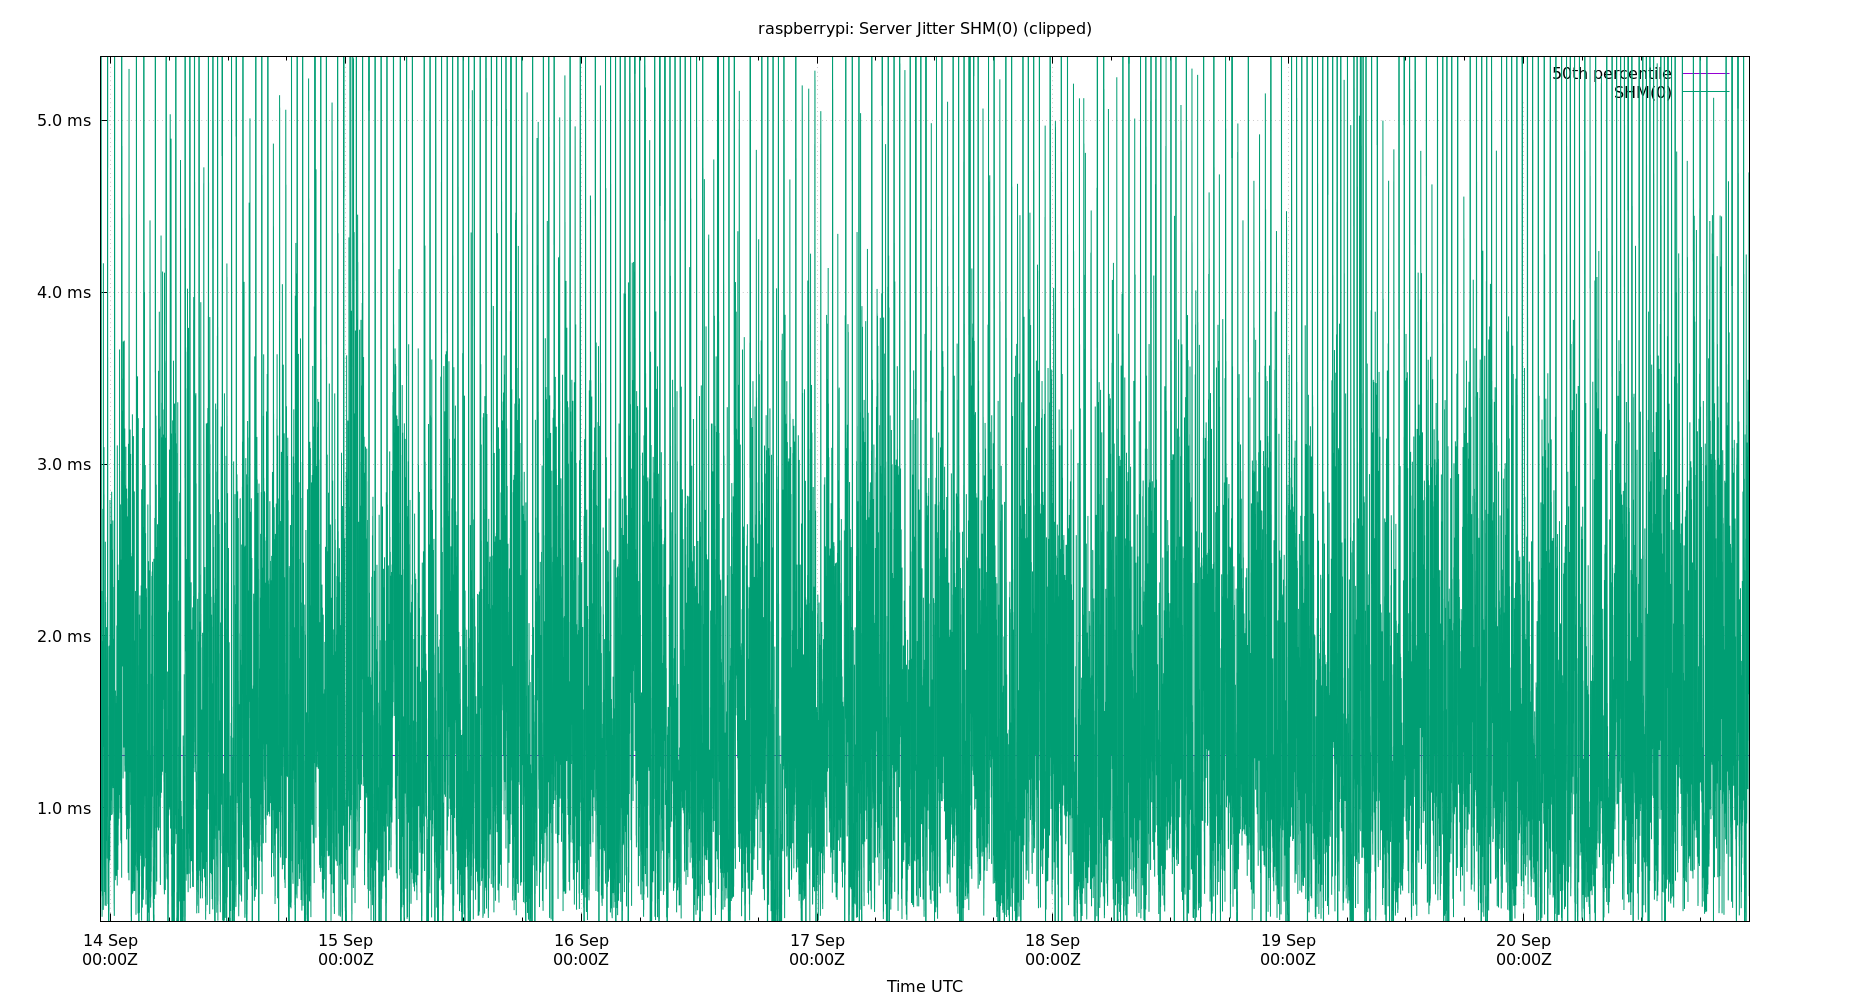 raspberrypi: Server Jitter SHM(0) (clipped)
50th percentile
SHM(0)
5.0 ms
4.0 ms
3.0 ms
2.0 ms
1.0 ms
14 Sep 15 Sep 16 Sep 17 Sep 18 Sep 19 Sep 20 Sep
00:00Z 00:00Z 00:00Z 00:00Z 00:00Z 00:00Z 00:00Z
Time UTC